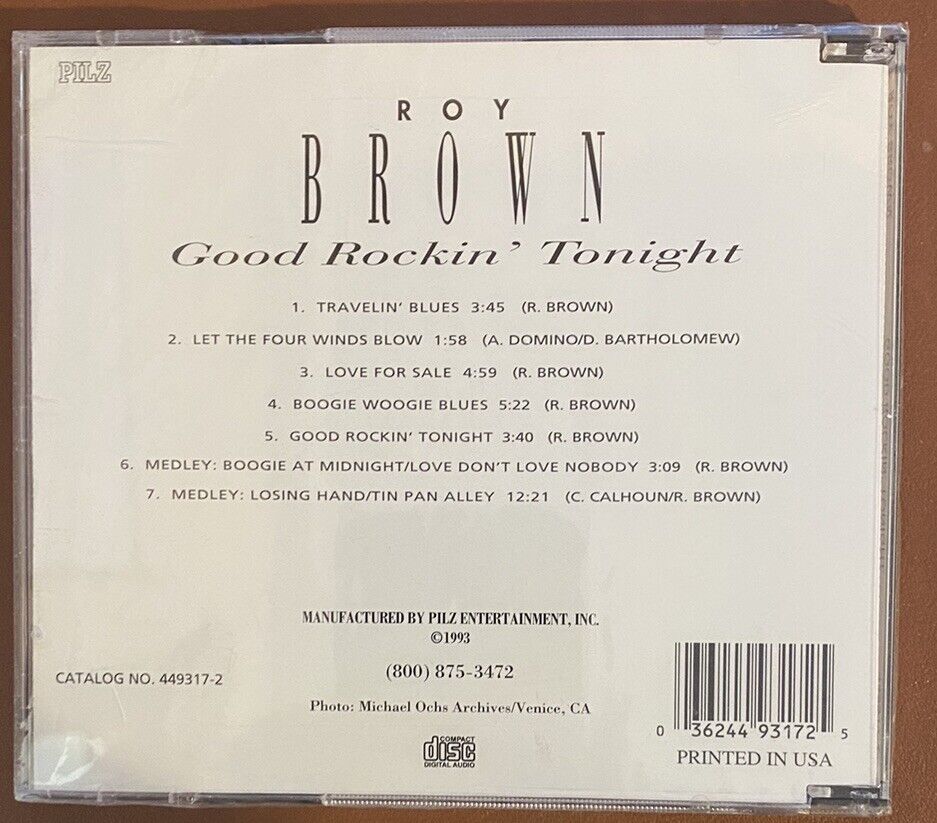 PILZ
ROY
BROWN
Good Rockin' Tonight
1. TRAVELIN' BLUES 3:45 (R. BROWN)
2. LET THE FOUR WINDS BLOW 1:58 (A. DOMINO/D. BARTHOLOMEW)
3. LOVE FOR SALE 4:59 (R. BROWN)
4. BOOGIE WOOGIE BLUES 5:22 (R. BROWN)
5. GOOD ROCKIN' TONIGHT 3:40 (R. BROWN)
6. MEDLEY: BOOGIE AT MIDNIGHT/LOVE DON'T LOVE NOBODY 3:09 (R. BROWN)
7. MEDLEY: LOSING HAND/TIN PAN ALLEY 12:21 (C. CALHOUN/R. BROWN)
MANUFACTURED BY PILZ ENTERTAINMENT, INC.
©1993
(800) 875-3472
CATALOG NO. 449317-2
Photo: Michael Ochs Archives/Venice, CA
COMPACT
disc
DIGITAL AUDIO
0 36244 93172 5
PRINTED IN USA